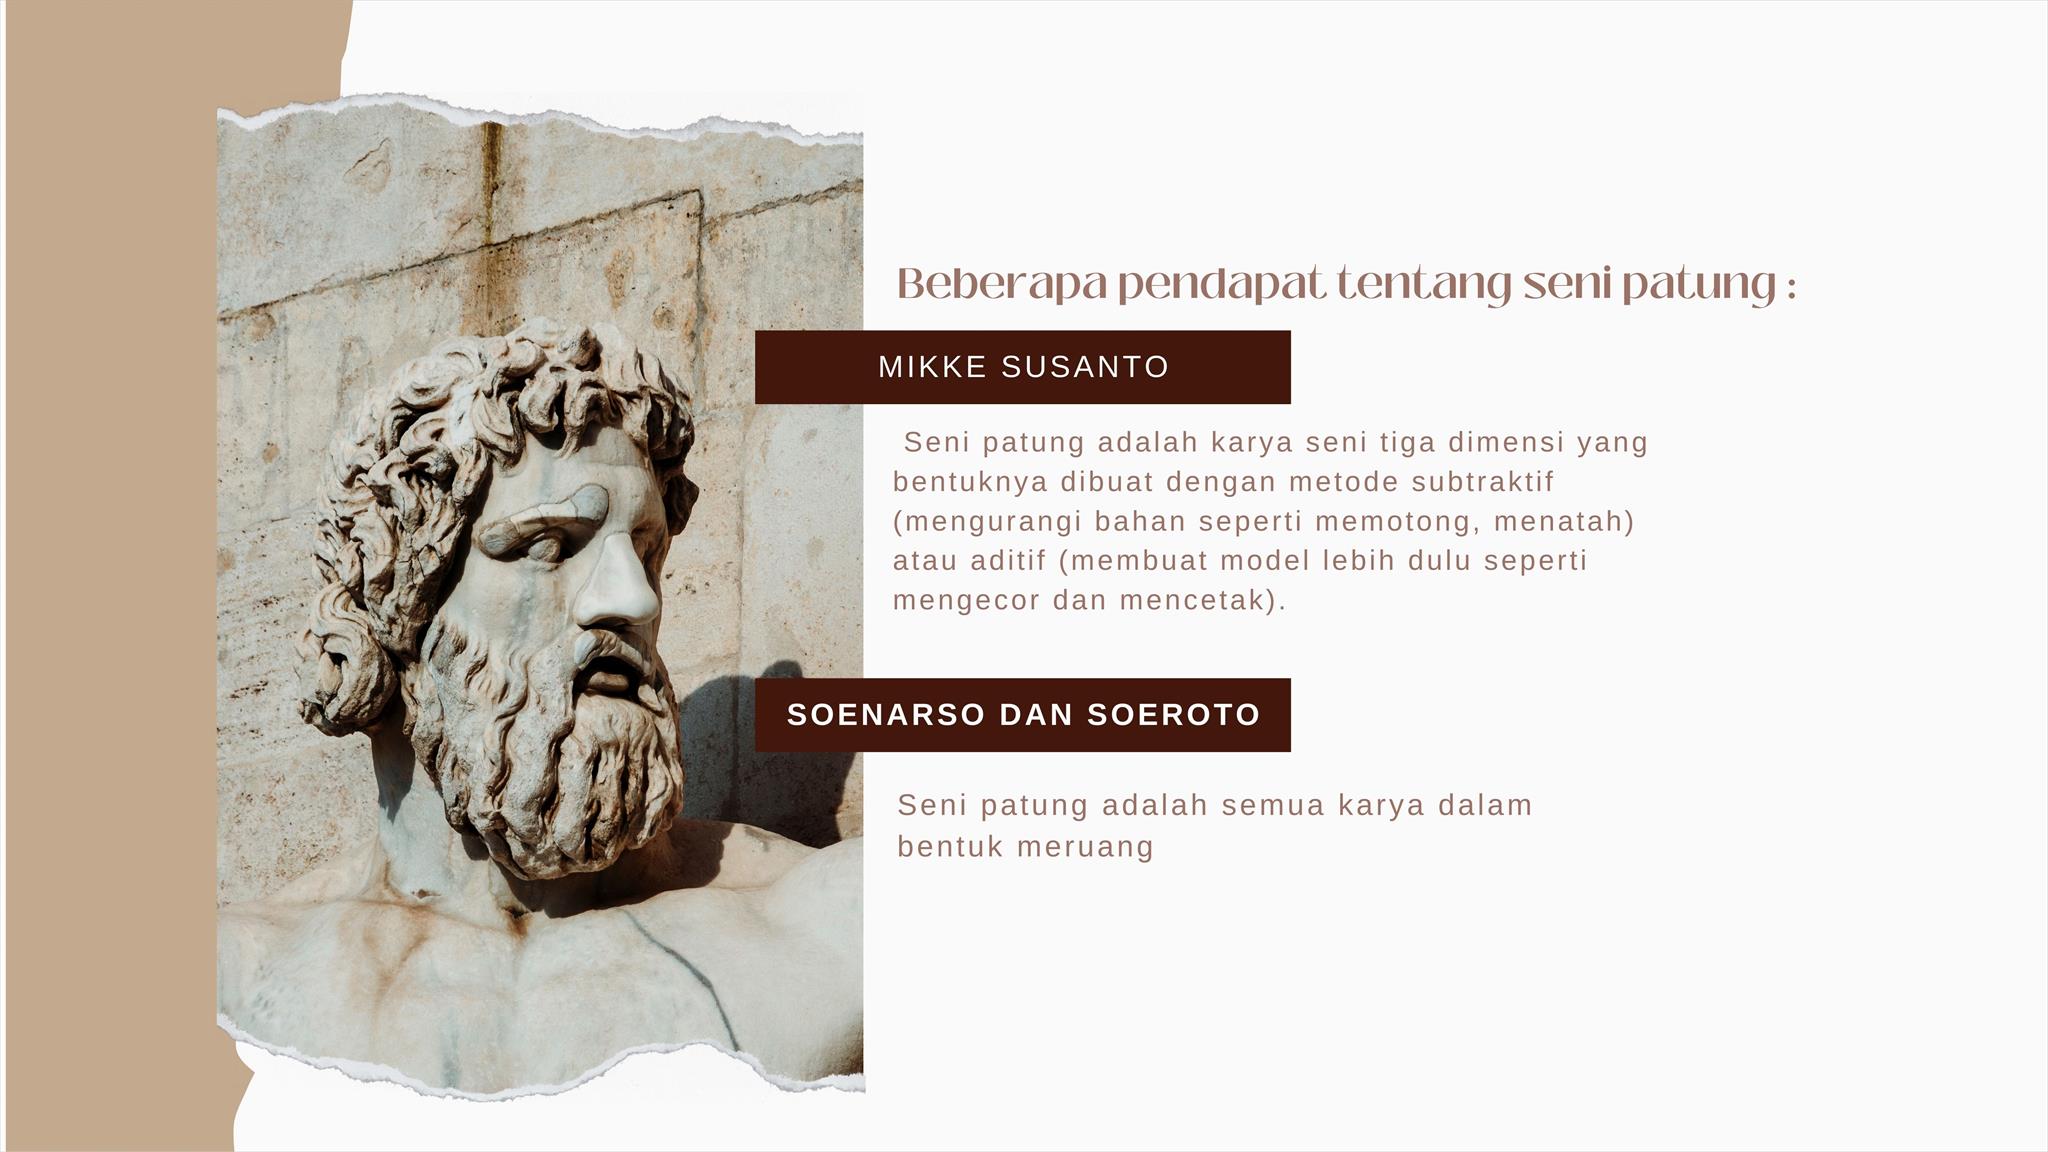 Beberapa pendapat tentang seni patung :
MIKKE SUSANTO
Seni patung adalah karya seni tiga dimensi yang
bentuknya dibuat dengan metode subtraktif
(mengurangi bahan seperti memotong, menatah)
atau aditif (membuat model lebih dulu seperti
mengecor dan mencetak).
SOENARSO DAN SOEROTO
Seni patung adalah semua karya dalam
bentuk meruang